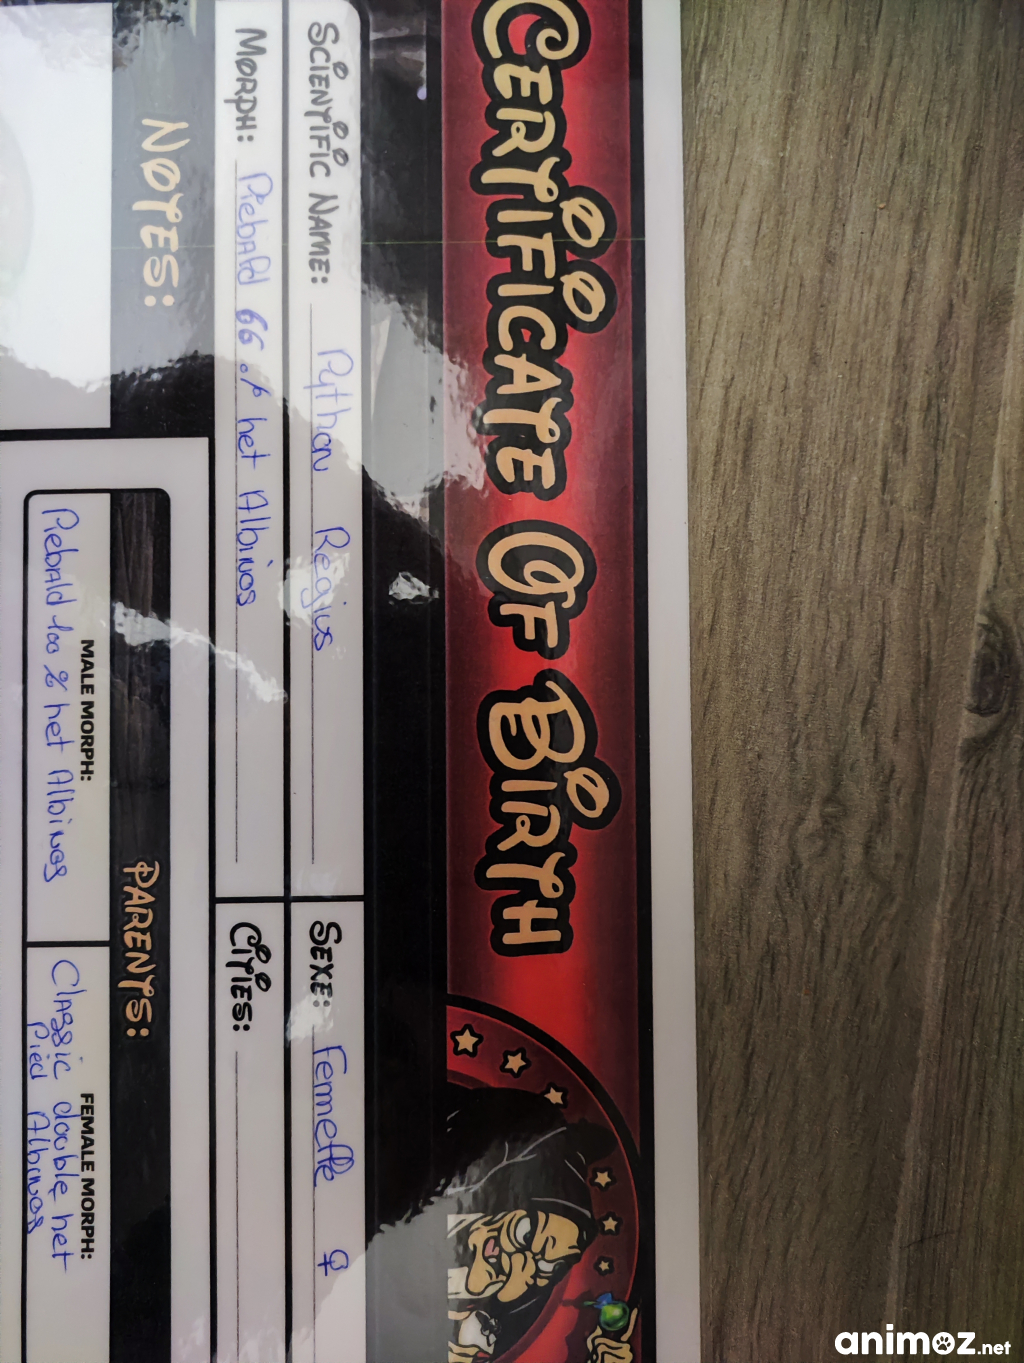 CERTIFICATE OF BIRTH
SCIENTIFIC NAME: Python Regius
SEXE: Femelle ♀
MORPH: Piebald 66 % het Albinos
CITIES:
NOTES:
PARENTS:
MALE MORPH:
Piebald 100 % het Albinos
FEMALE MORPH:
Classic double het
Pied Albinos
animoz.net